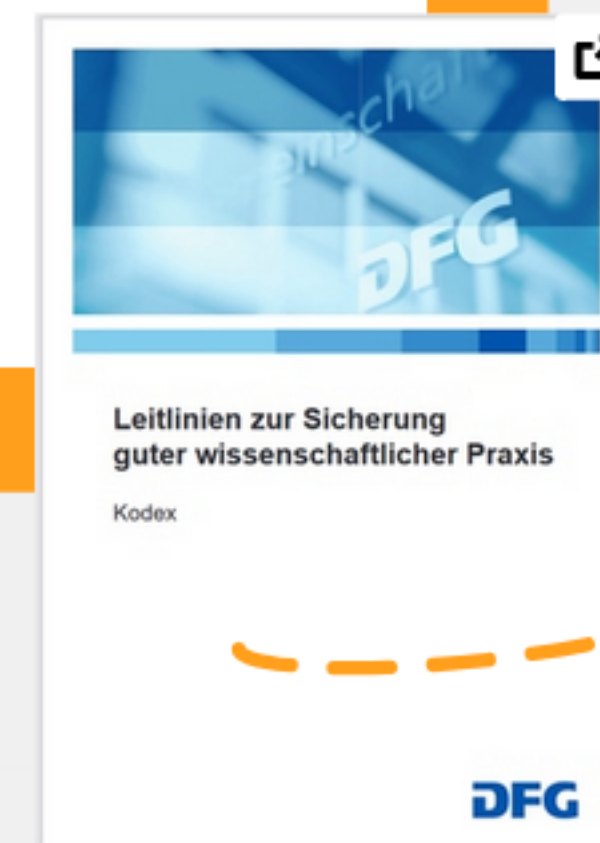 DFG
Leitlinien zur Sicherung
guter wissenschaftlicher Praxis
Kodex
DFG